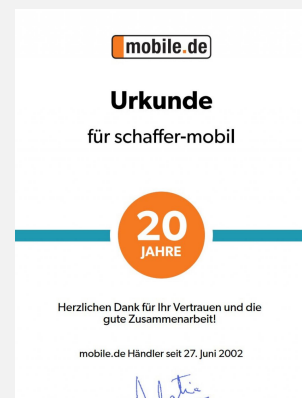 mobile.de
Urkunde
für schaffer-mobil
20
JAHRE
Herzlichen Dank für Ihr Vertrauen und die
gute Zusammenarbeit!
mobile.de Händler seit 27. Juni 2002